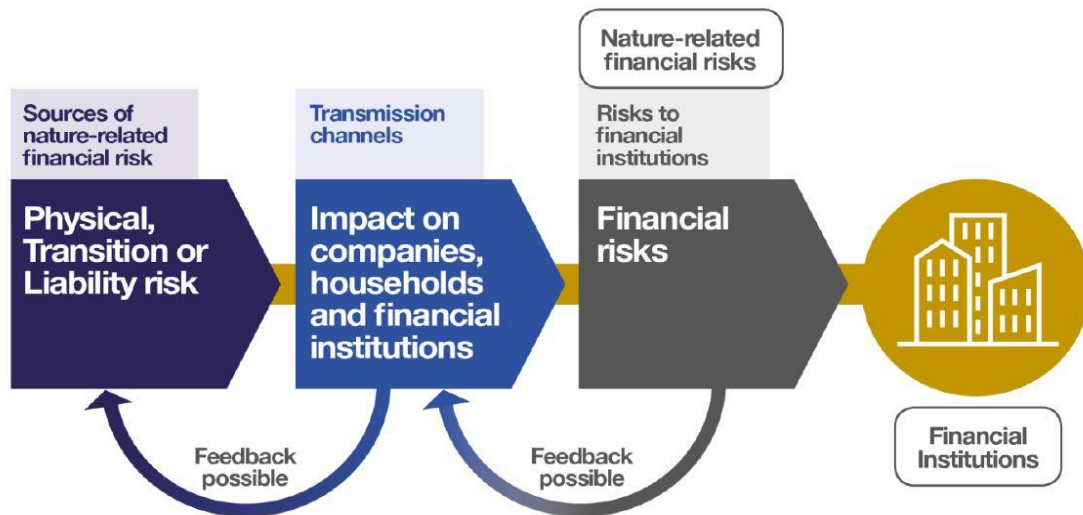 Nature-related
financial risks
Sources of
nature-related
financial risk
Transmission
channels
Risks to
financial
institutions
Physical,
Transition or
Liability risk
Impact on
companies,
households
and financial
institutions
Financial
risks
Feedback
possible
Feedback
possible
Financial
Institutions